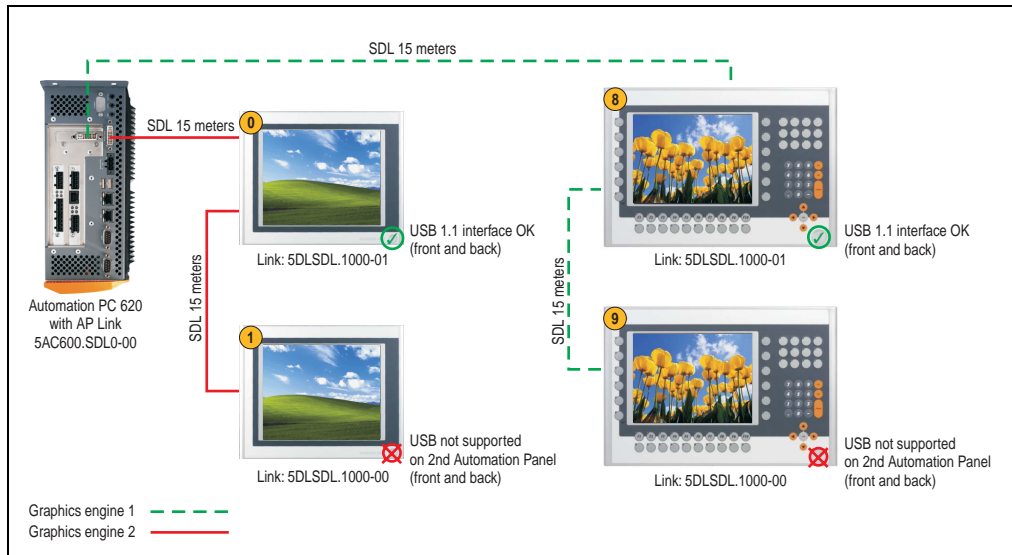 SDL 15 meters
SDL 15 meters
0
8
USB 1.1 interface OK
(front and back)
Link: 5DLSDL.1000-01
USB 1.1 interface OK
(front and back)
Link: 5DLSDL.1000-01
Automation PC 620
with AP Link
5AC600.SDL0-00
SDL 15 meters
SDL 15 meters
1
9
USB not supported
on 2nd Automation Panel
(front and back)
Link: 5DLSDL.1000-00
USB not supported
on 2nd Automation Panel
(front and back)
Link: 5DLSDL.1000-00
Graphics engine 1
Graphics engine 2